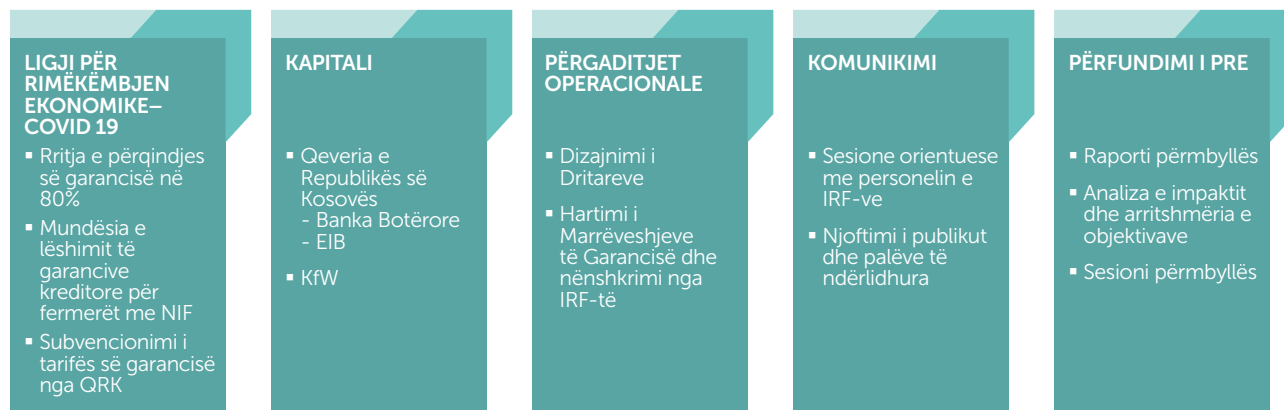 LIGJI PËR
RIMËKËMBJEN
EKONOMIKE–
COVID 19
▪ Rritja e përqindjes
së garancisë në
80%
▪ Mundësia e
lëshimit të
garancive
kreditore për
fermerët me NIF
▪ Subvencionimi i
tarifës së garancisë
nga QRK
KAPITALI
▪ Qeveria e
Republikës së
Kosovës
- Banka Botërore
- EIB
▪ KfW
PËRGADITJET
OPERACIONALE
▪ Dizajnimi i
Dritareve
▪ Hartimi i
Marrëveshjeve
të Garancisë dhe
nënshkrimi nga
IRF-të
KOMUNIKIMI
▪ Sesione orientuese
me personelin e
IRF-ve
▪ Njoftimi i publikut
dhe palëve të
ndërlidhura
PËRFUNDIMI I PRE
▪ Raporti përmbyllës
▪ Analiza e impaktit
dhe arritshmëria e
objektivave
▪ Sesioni përmbyllës